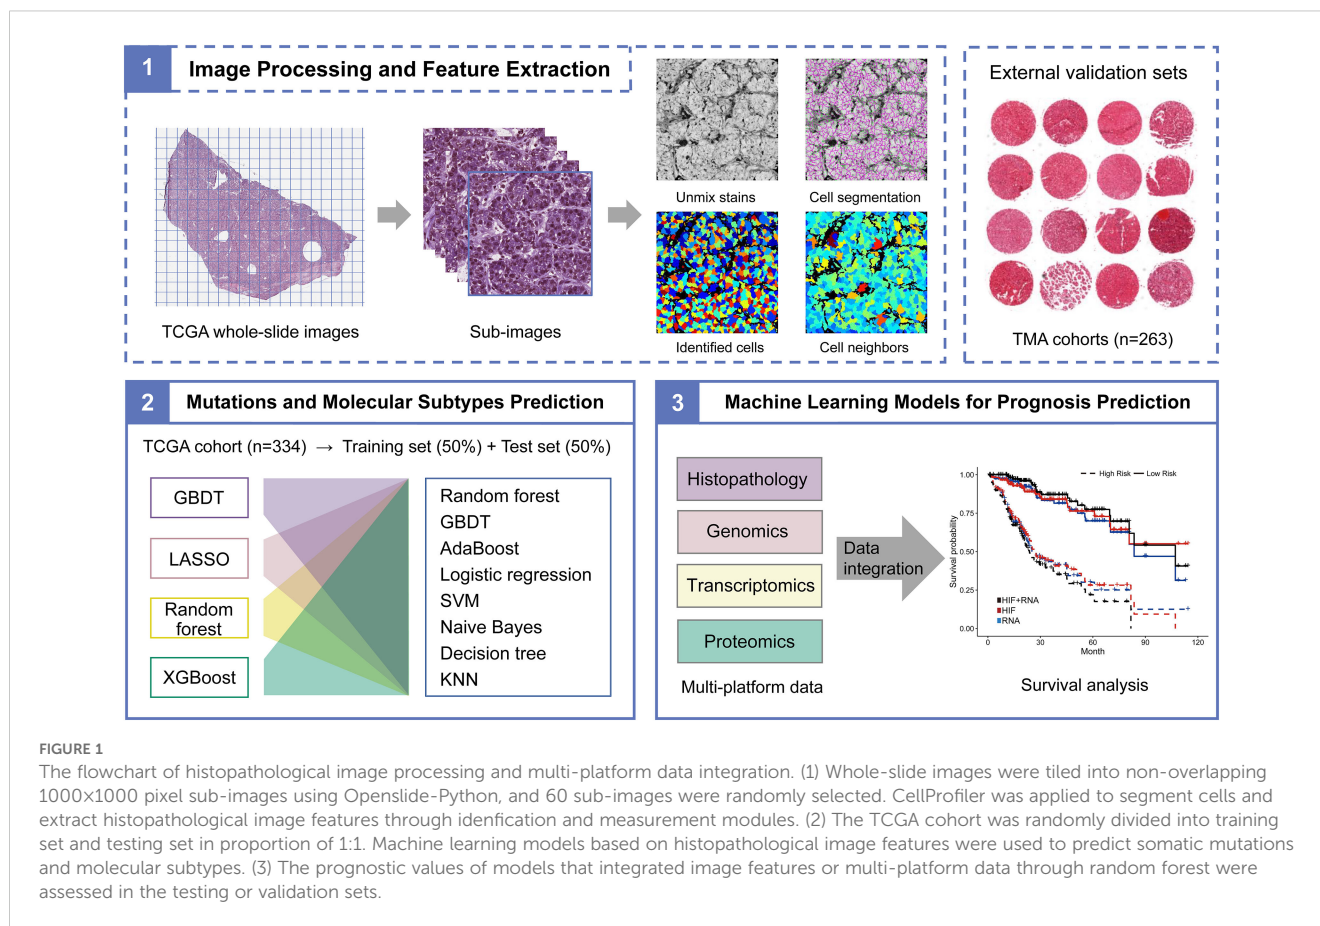 1
Image Processing and Feature Extraction
TCGA whole-slide images
Sub-images
Unmix stains
Cell segmentation
Identified cells
Cell neighbors
External validation sets
TMA cohorts (n=263)
2
Mutations and Molecular Subtypes Prediction
TCGA cohort (n=334) → Training set (50%) + Test set (50%)
GBDT
LASSO
Random
forest
XGBoost
Random forest
GBDT
AdaBoost
Logistic regression
SVM
Naive Bayes
Decision tree
KNN
3
Machine Learning Models for Prognosis Prediction
Histopathology
Genomics
Transcriptomics
Proteomics
Multi-platform data
Data
integration
High Risk Low Risk
Survival probability
1.00
0.75
0.50
0.25
0.00
HIF+RNA
HIF
RNA
0 30 60 90 120
Month
Survival analysis
FIGURE 1
The flowchart of histopathological image processing and multi-platform data integration. (1) Whole-slide images were tiled into non-overlapping
1000×1000 pixel sub-images using Openslide-Python, and 60 sub-images were randomly selected. CellProfiler was applied to segment cells and
extract histopathological image features through idenfication and measurement modules. (2) The TCGA cohort was randomly divided into training
set and testing set in proportion of 1:1. Machine learning models based on histopathological image features were used to predict somatic mutations
and molecular subtypes. (3) The prognostic values of models that integrated image features or multi-platform data through random forest were
assessed in the testing or validation sets.